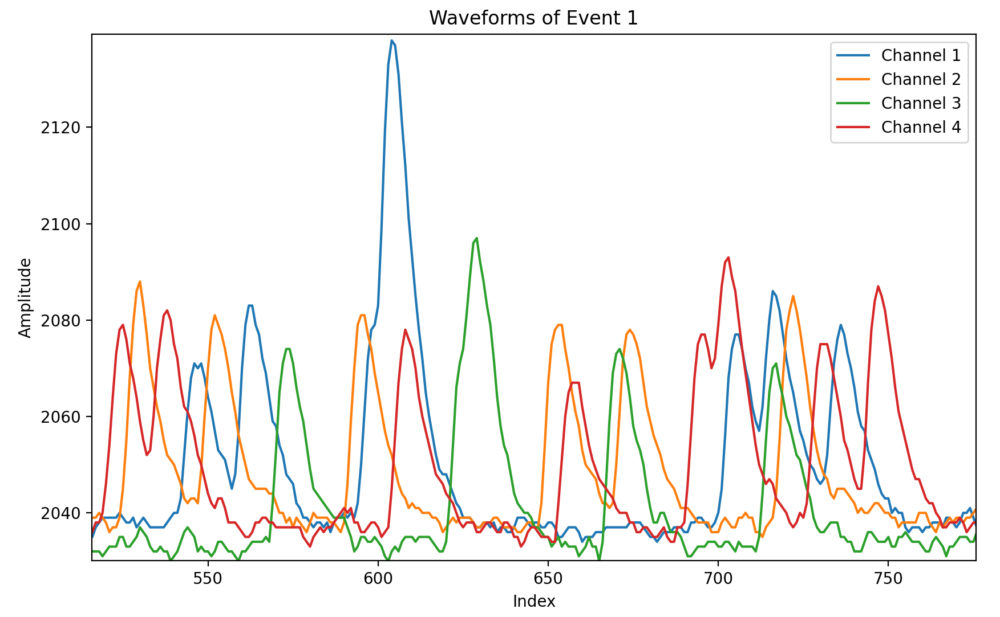 Waveforms of Event 1
Channel 1
Channel 2
Channel 3
Channel 4
Amplitude
2120
2100
2080
2060
2040
550 600 650 700 750
Index